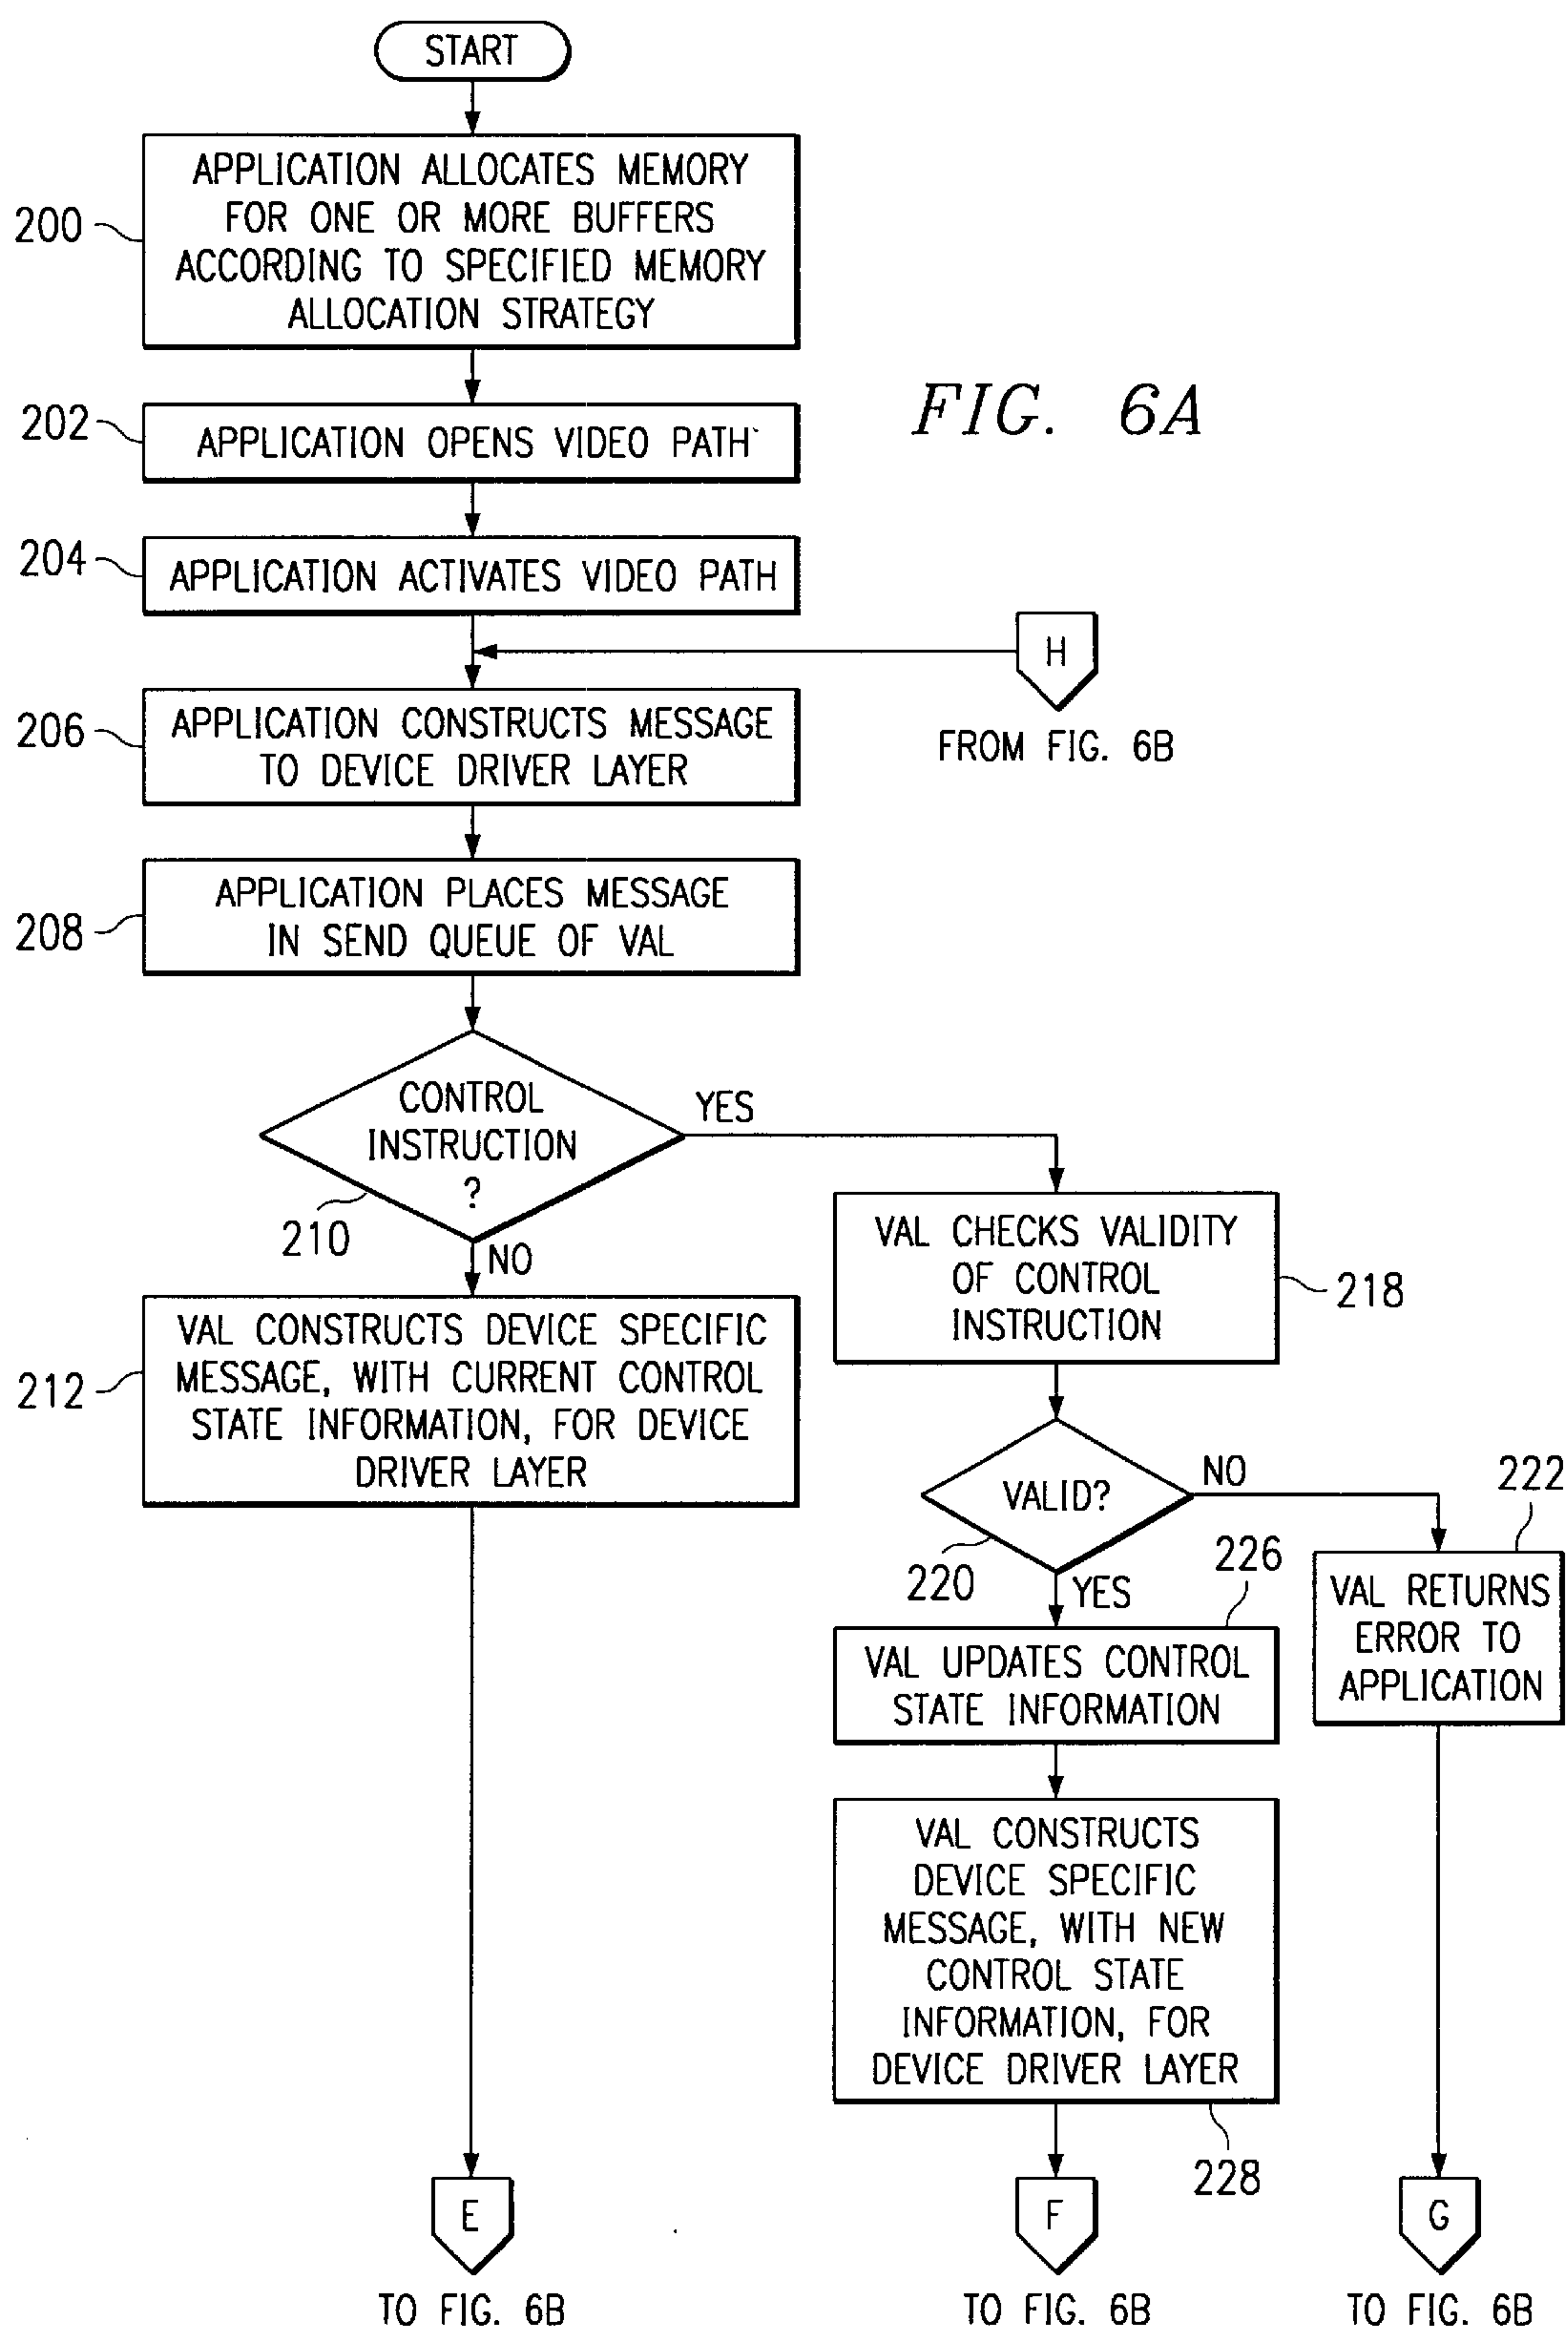 START
APPLICATION ALLOCATES MEMORY
FOR ONE OR MORE BUFFERS
ACCORDING TO SPECIFIED MEMORY
ALLOCATION STRATEGY
200
FIG. 6A
202
APPLICATION OPENS VIDEO PATH
204
APPLICATION ACTIVATES VIDEO PATH
H
FROM FIG. 6B
206
APPLICATION CONSTRUCTS MESSAGE
TO DEVICE DRIVER LAYER
208
APPLICATION PLACES MESSAGE
IN SEND QUEUE OF VAL
CONTROL
INSTRUCTION
?
210
YES
NO
212
VAL CONSTRUCTS DEVICE SPECIFIC
MESSAGE, WITH CURRENT CONTROL
STATE INFORMATION, FOR DEVICE
DRIVER LAYER
VAL CHECKS VALIDITY
OF CONTROL
INSTRUCTION
218
VALID?
220
NO
YES
222
VAL RETURNS
ERROR TO
APPLICATION
226
VAL UPDATES CONTROL
STATE INFORMATION
VAL CONSTRUCTS
DEVICE SPECIFIC
MESSAGE, WITH NEW
CONTROL STATE
INFORMATION, FOR
DEVICE DRIVER LAYER
228
E
TO FIG. 6B
F
TO FIG. 6B
G
TO FIG. 6B